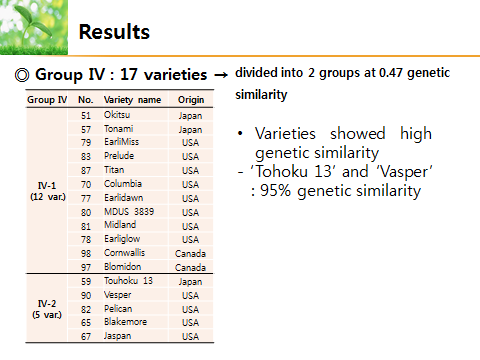 Results
◎ Group IV : 17 varieties → divided into 2 groups at 0.47 genetic
similarity
Group IV No. Variety name Origin
51 Okitsu Japan
57 Tonami Japan
79 EarliMiss USA
83 Prelude USA
87 Titan USA
IV-1 70 Columbia USA
(12 var.) 77 Earlidawn USA
80 MDUS 3839 USA
81 Midland USA
78 Earliglow USA
98 Cornwallis Canada
97 Blomidon Canada
59 Touhoku 13 Japan
IV-2 90 Vesper USA
(5 var.) 82 Pelican USA
65 Blakemore USA
67 Jaspan USA
• Varieties showed high
genetic similarity
- ‘Tohoku 13’ and ‘Vasper’
: 95% genetic similarity